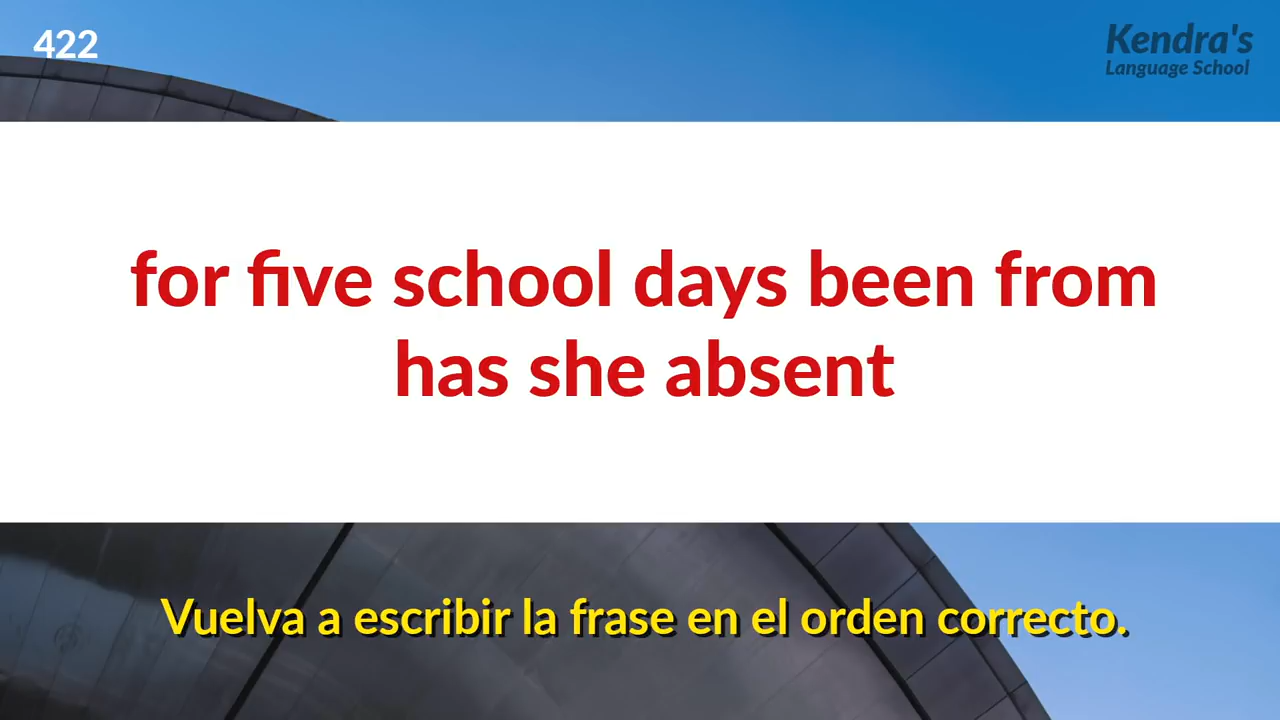 422
Kendra's
Language School
for five school days been from
has she absent
Vuelva a escribir la frase en el orden correcto.